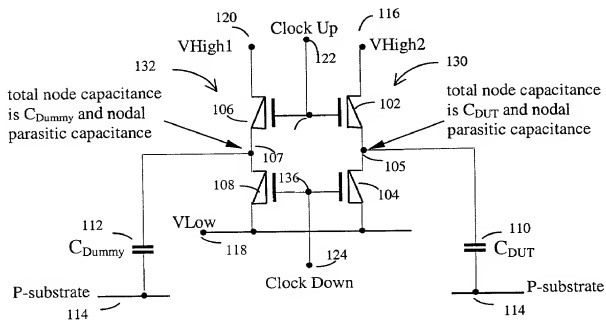 120
116
Clock Up
VHigh1
VHigh2
122
132
130
total node capacitance
is CDummy and nodal
parasitic capacitance
106
102
total node capacitance
is CDUT and nodal
parasitic capacitance
107
105
108
136
104
112
CDummy
VLow
118
110
CDUT
124
Clock Down
P-substrate
114
P-substrate
114